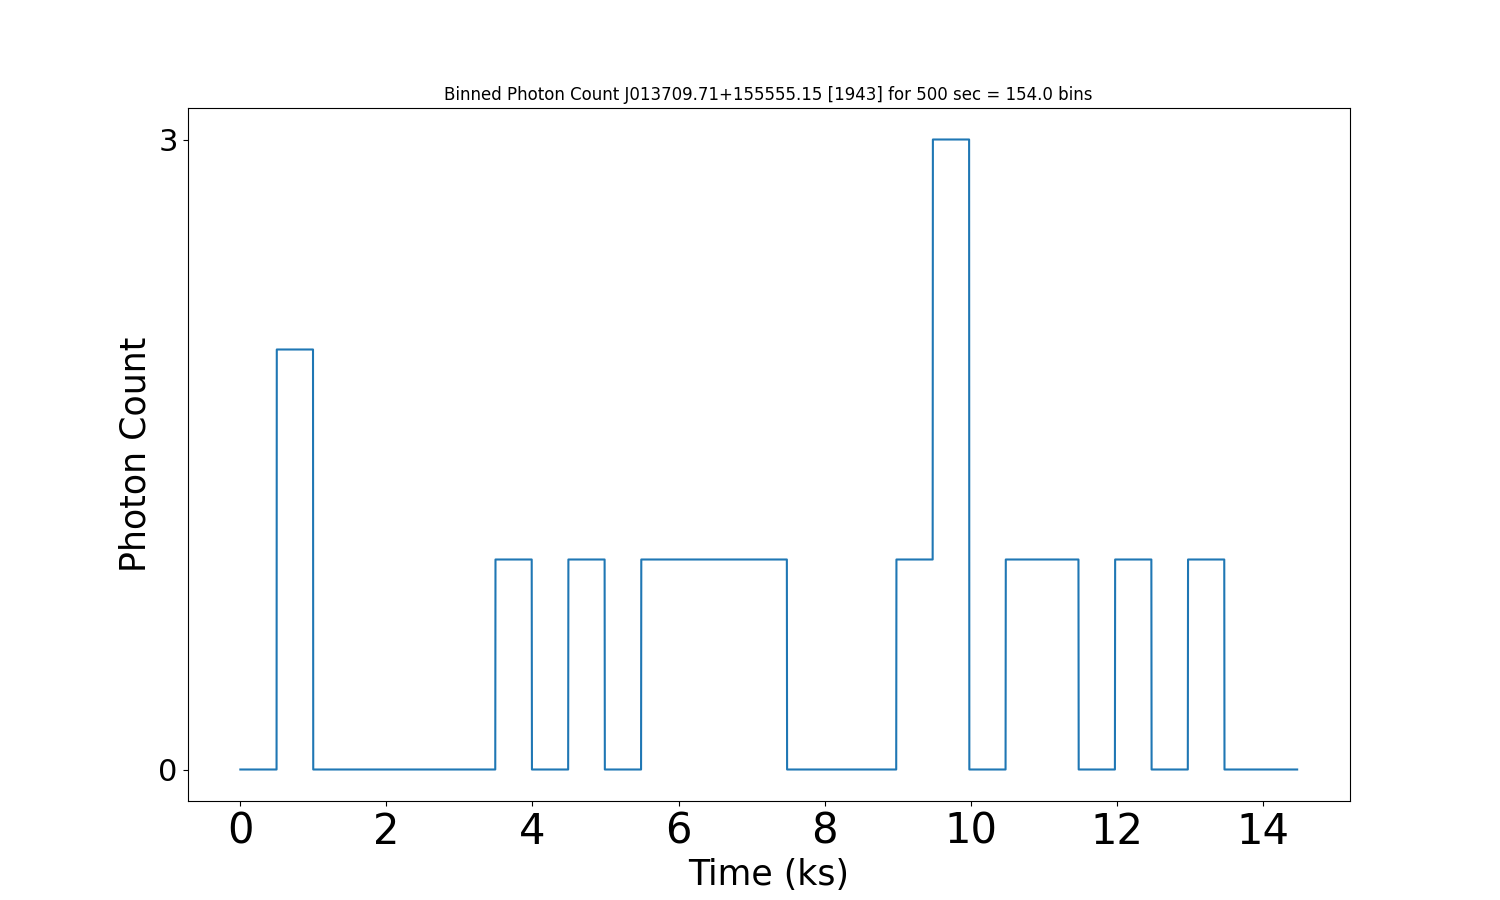 Binned Photon Count J013709.71+155555.15 [1943] for 500 sec = 154.0 bins
3
Photon Count
0
0 2 4 6 8 10 12 14
Time (ks)